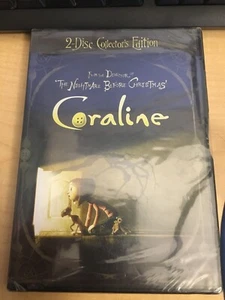 2-Disc Collector's Edition
From the Director of
"The Nightmare Before Christmas"
Coraline